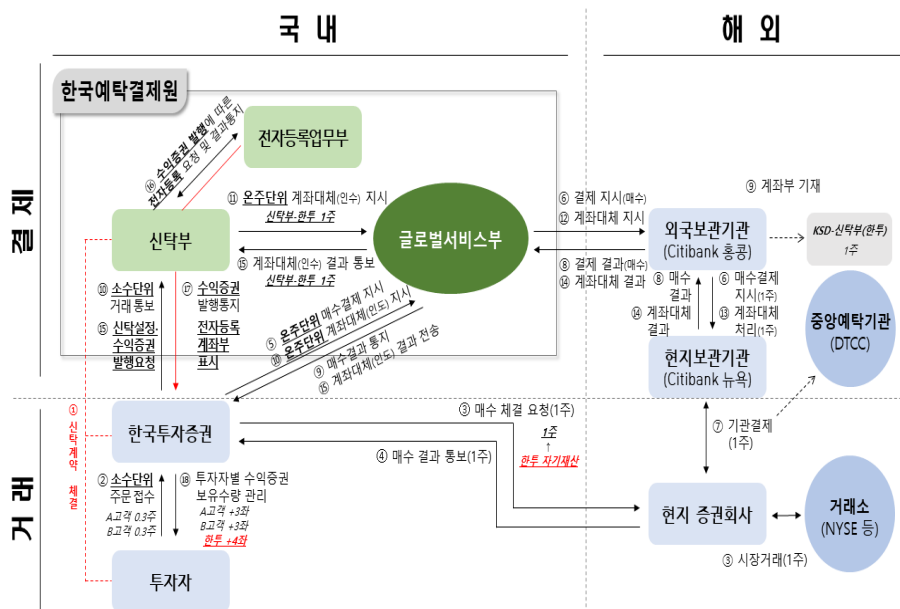 국 내
해 외
결 제
거 래
한국예탁결제원
전자등록업무부
⑯ 수익증권 발행에 따른
전자등록 요청 및 결과통지
⑪ 온주단위 계좌대체(인수) 지시
신탁부·한투 1주
신탁부
글로벌서비스부
⑮ 계좌대체(인수) 결과 통보
신탁부·한투 1주
⑥ 결제 지시(매수)
⑫ 계좌대체 지시
⑧ 결제 결과(매수)
⑭ 계좌대체 결과
⑨ 계좌부 기재
외국보관기관
(Citibank 홍콩)
KSD-신탁부(한투)
1주
⑧ 매수
결과
⑭ 계좌대체
결과
⑥ 매수결제
지시(1주)
⑬ 계좌대체
처리(1주)
중앙예탁기관
(DTCC)
현지보관기관
(Citibank 뉴욕)
⑩ 소수단위
거래 통보
⑮ 신탁설정·
수익증권
발행요청
⑰ 수익증권
발행통지
전자등록
계좌부
표시
⑤ 온주단위 매수결제 지시
⑩ 온주단위 계좌대체(인도) 지시
⑨ 매수결과 통지
⑮ 계좌대체(인도) 결과 전송
① 신탁계약 체결
한국투자증권
③ 매수 체결 요청(1주)
1주
↑
한투 자기재산
④ 매수 결과 통보(1주)
⑦ 기관결제
(1주)
② 소수단위
주문 접수
A고객 0.3주
B고객 0.3주
⑱ 투자자별 수익증권
보유수량 관리
A고객 +3좌
B고객 +3좌
한투 +4좌
현지 증권회사
거래소
(NYSE 등)
③ 시장거래(1주)
투자자